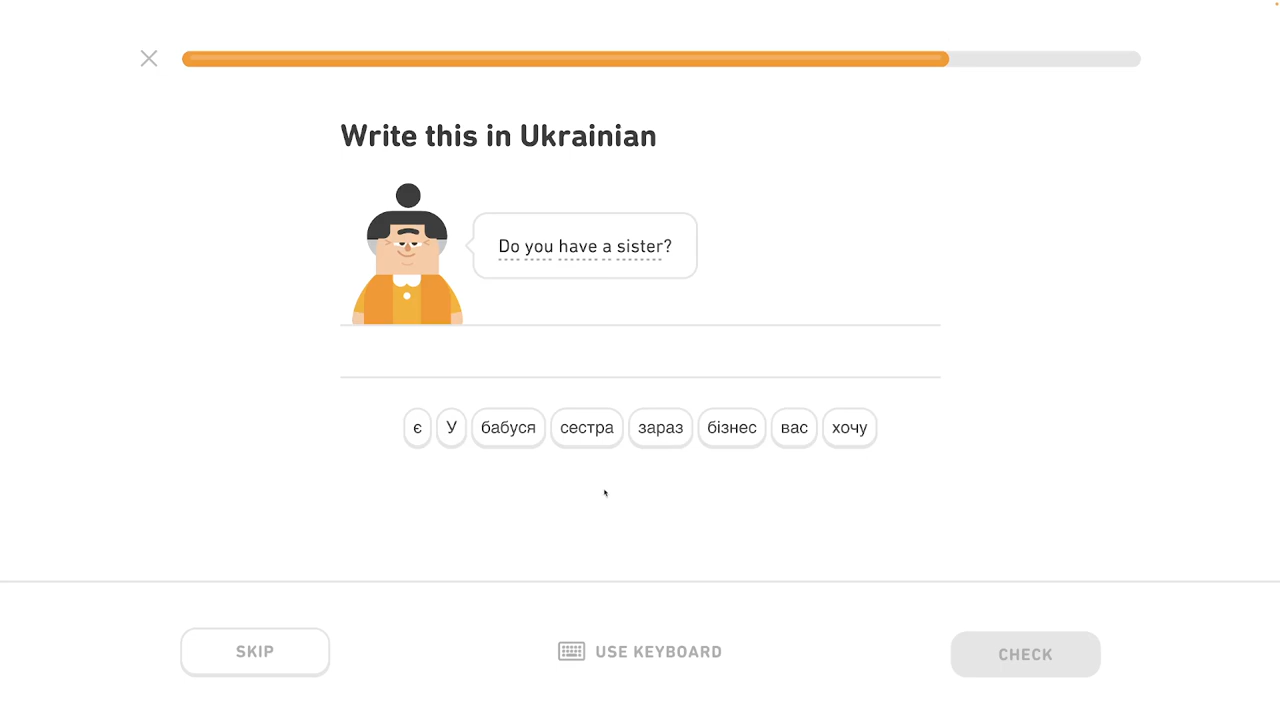 Write this in Ukrainian
Do you have a sister?
є У бабуся сестра зараз бізнес вас хочу
SKIP USE KEYBOARD CHECK